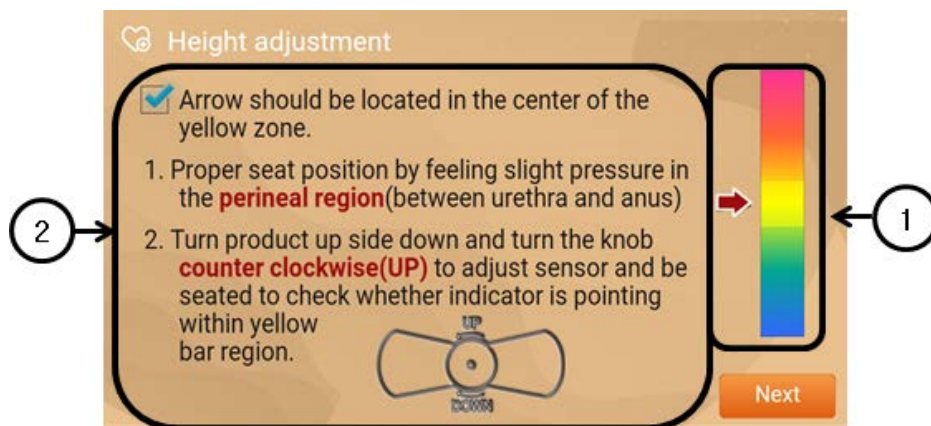 Height adjustment
Arrow should be located in the center of the
yellow zone.
1. Proper seat position by feeling slight pressure in
the perineal region(between urethra and anus)
2. Turn product up side down and turn the knob
counter clockwise(UP) to adjust sensor and be
seated to check whether indicator is pointing
within yellow
bar region.
UP
DOWN
Next
2
1